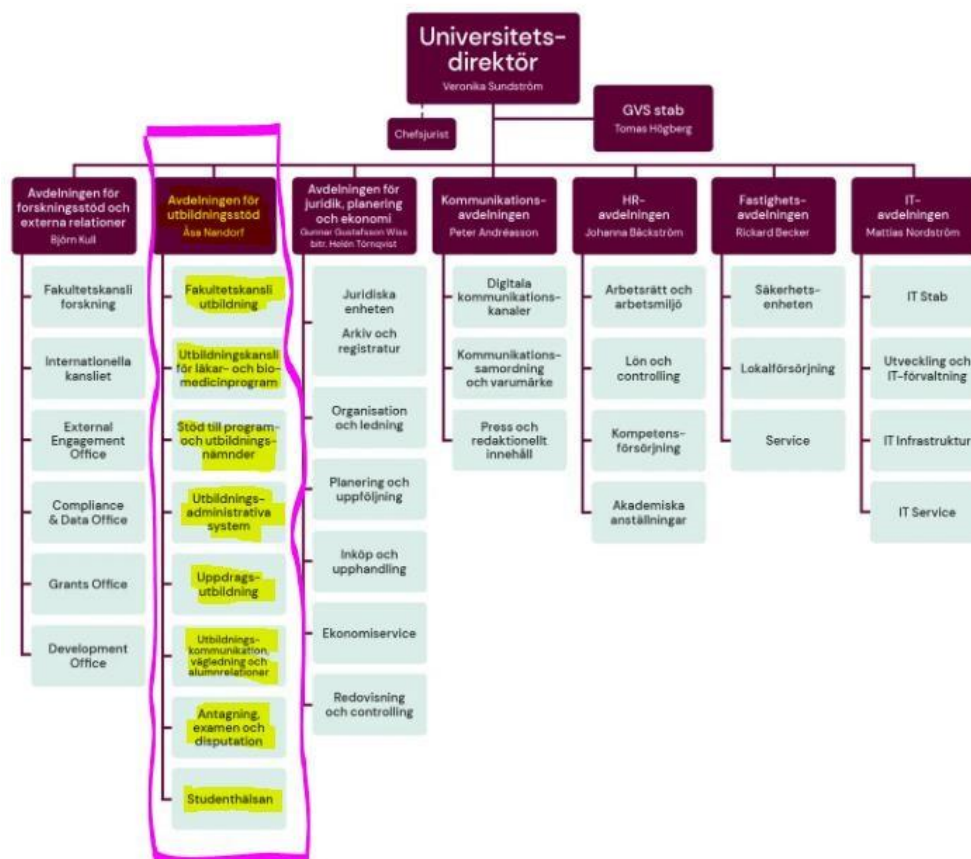 Universitets-
direktör
Veronika Sundström
Chefsjurist
GVS stab
Tomas Högberg
Avdelningen för
forskningsstöd och
externa relationer
Björn Kull
Fakultetskansli
forskning
Internationella
kansliet
External
Engagement
Office
Compliance
& Data Office
Grants Office
Development
Office
Avdelningen för
utbildningsstöd
Åsa Nandorf
Fakultetskansli
utbildning
Utbildningskansli
för läkar- och bio-
medicinprogram
Stöd till program-
och utbildnings-
nämnder
Utbildnings-
administrativa
system
Uppdrags-
utbildning
Utbildnings-
kommunikation,
vägledning och
alumnrelationer
Antagning,
examen och
disputation
Studenthälsan
Avdelningen för
juridik, planering
och ekonomi
Gunnar Gustafsson Wiss
bitr. Helén Törnqvist
Juridiska
enheten
Arkiv och
registratur
Organisation
och ledning
Planering och
uppföljning
Inköp och
upphandling
Ekonomiservice
Redovisning
och controlling
Kommunikations-
avdelningen
Peter Andréasson
Digitala
kommunikations-
kanaler
Kommunikations-
samordning
och varumärke
Press och
redaktionellt
innehåll
HR-
avdelningen
Johanna Bäckström
Arbetsrätt och
arbetsmiljö
Lön och
controlling
Kompetens-
försörjning
Akademiska
anställningar
Fastighets-
avdelningen
Rickard Becker
Säkerhets-
enheten
Lokalförsörjning
Service
IT-
avdelningen
Mattias Nordström
IT Stab
Utveckling och
IT-förvaltning
IT Infrastruktur
IT Service